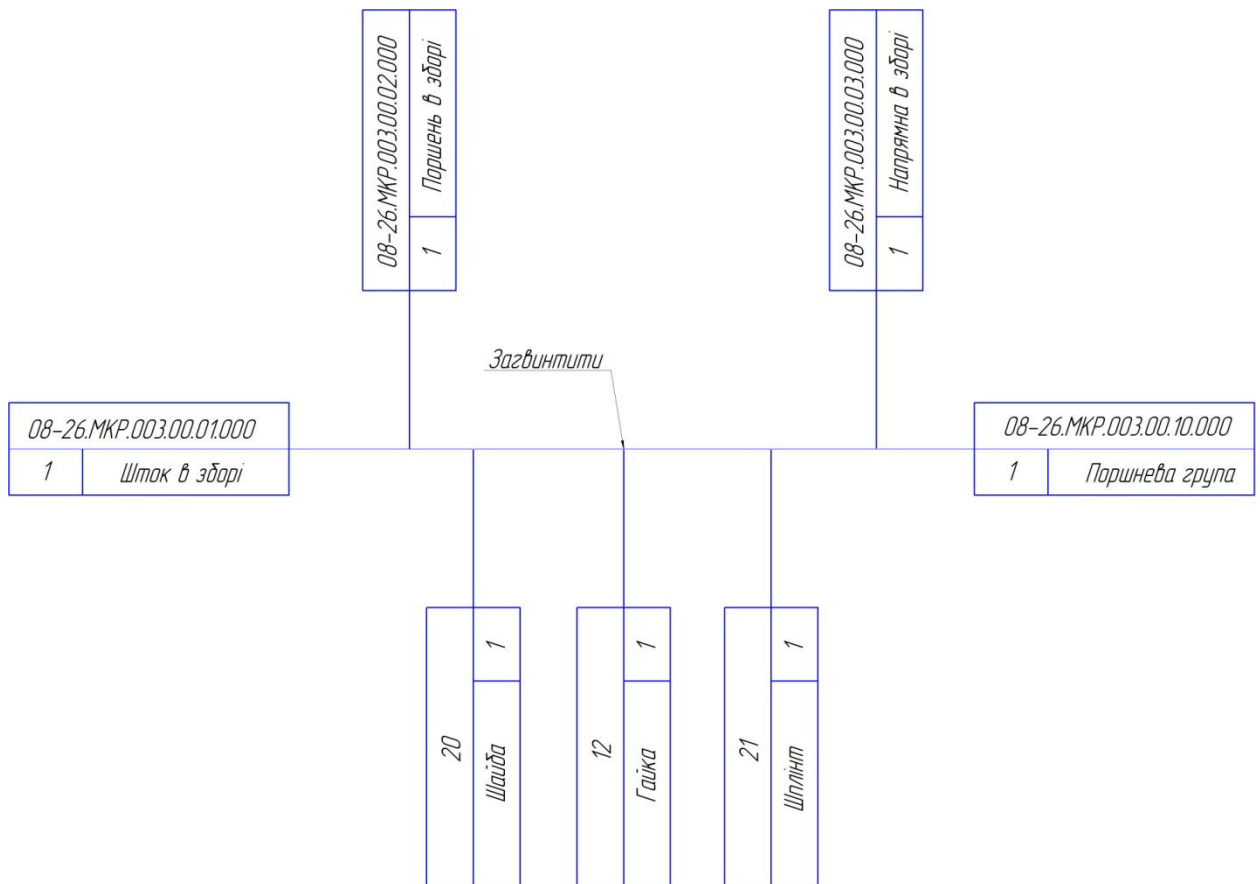 08-26.МКР.003.00.02.000
1 Поршень в зборі
08-26.МКР.003.00.03.000
1 Напрямна в зборі
Загвинтити
08-26.МКР.003.00.01.000
1 Шток в зборі
08-26.МКР.003.00.10.000
1 Поршнева група
20
Шайба 1
12
Гайка 1
21
Шплінт 1